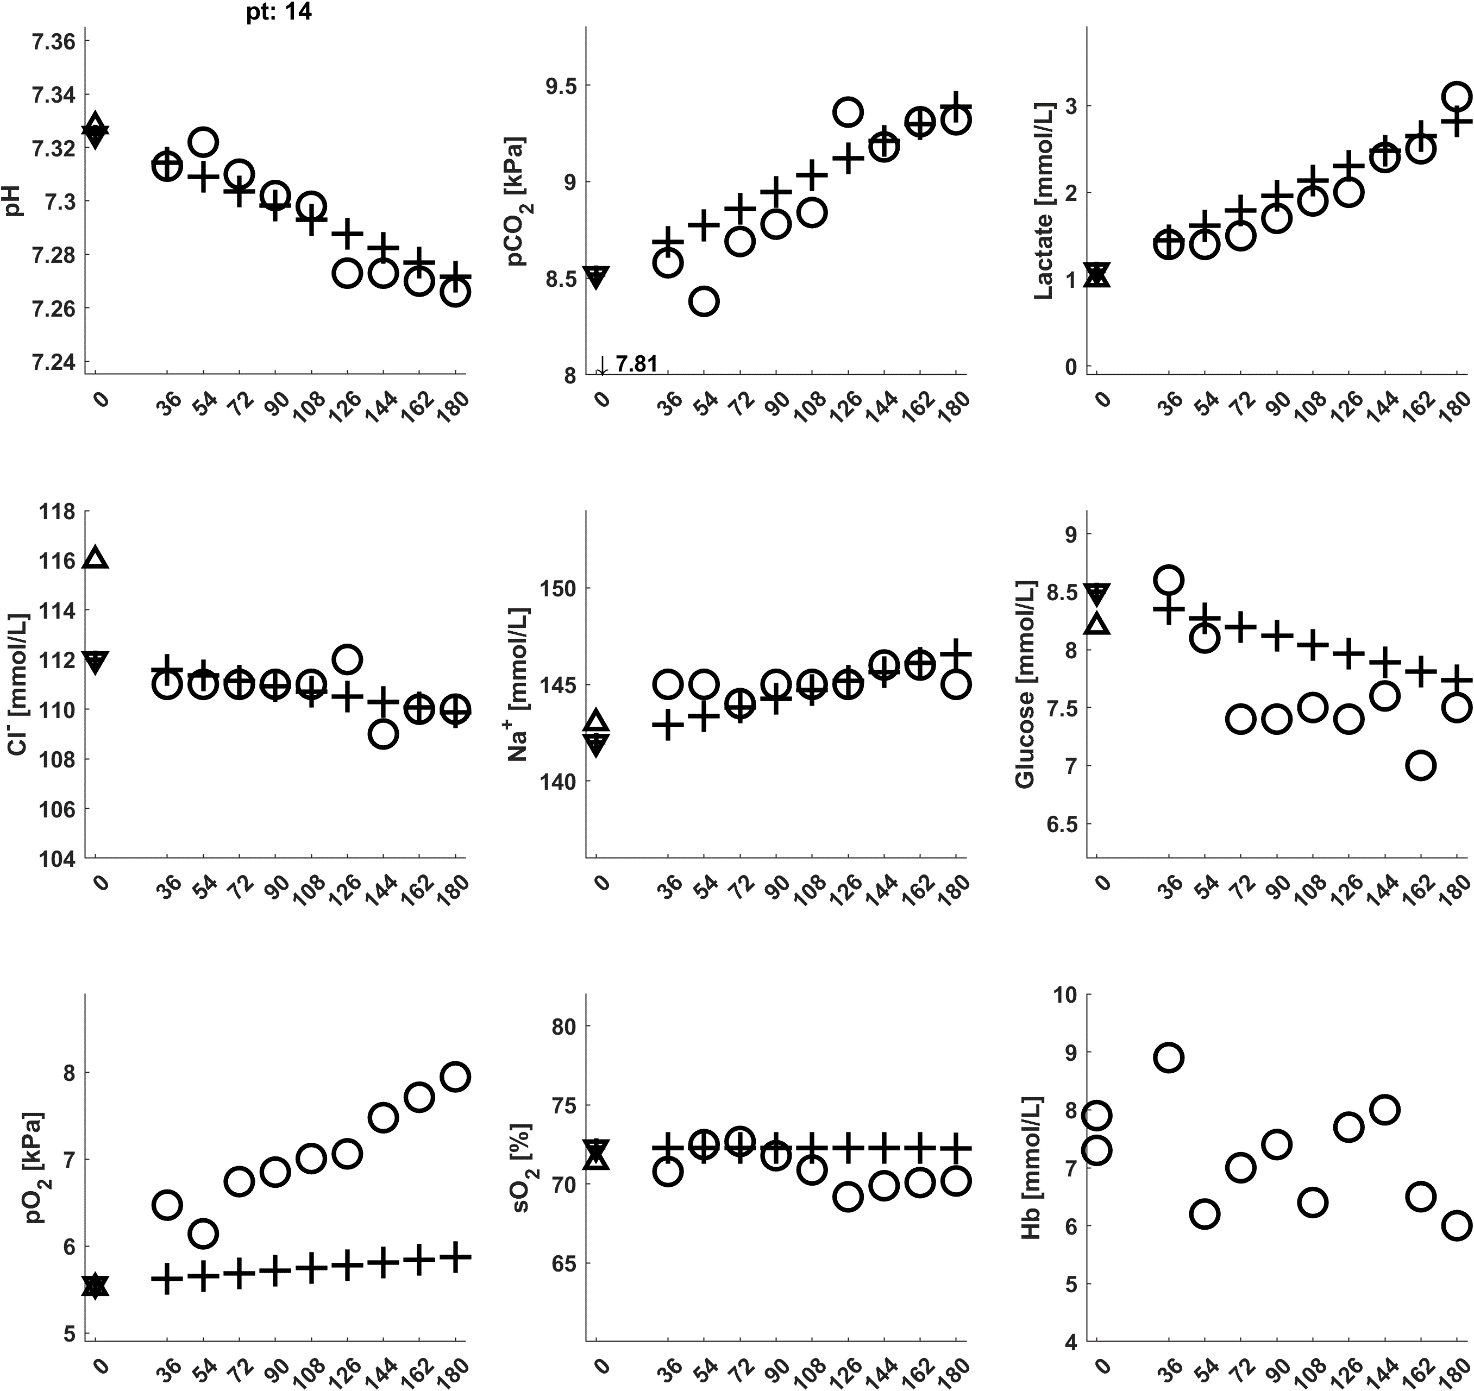 pt: 14
pH
7.36
7.34
7.32
7.3
7.28
7.26
7.24
0 36 54 72 90 108 126 144 162 180
pCO2 [kPa]
9.5
9
8.5
8
↓ 7.81
0 36 54 72 90 108 126 144 162 180
Lactate [mmol/L]
3
2
1
0
0 36 54 72 90 108 126 144 162 180
Cl- [mmol/L]
118
116
114
112
110
108
106
104
0 36 54 72 90 108 126 144 162 180
Na+ [mmol/L]
150
145
140
0 36 54 72 90 108 126 144 162 180
Glucose [mmol/L]
9
8.5
8
7.5
7
6.5
0 36 54 72 90 108 126 144 162 180
pO2 [kPa]
8
7
6
5
0 36 54 72 90 108 126 144 162 180
sO2 [%]
80
75
70
65
0 36 54 72 90 108 126 144 162 180
Hb [mmol/L]
10
9
8
7
6
5
4
0 36 54 72 90 108 126 144 162 180